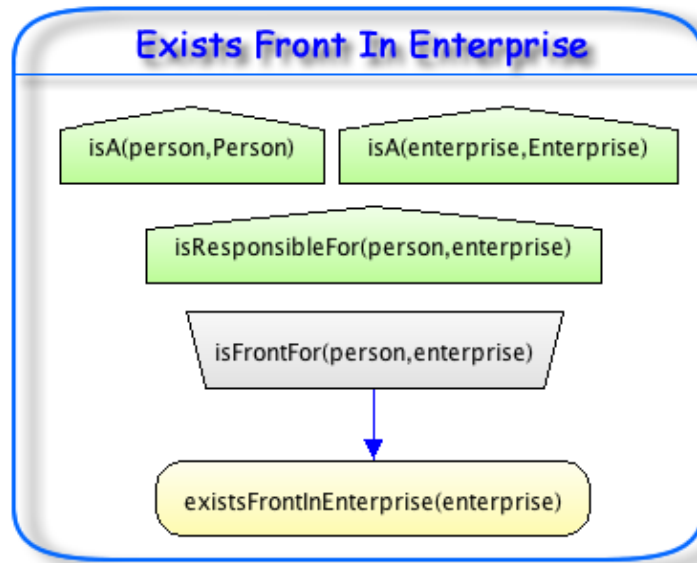 Exists Front In Enterprise
isA(person,Person)
isA(enterprise,Enterprise)
isResponsibleFor(person,enterprise)
isFrontFor(person,enterprise)
existsFrontInEnterprise(enterprise)